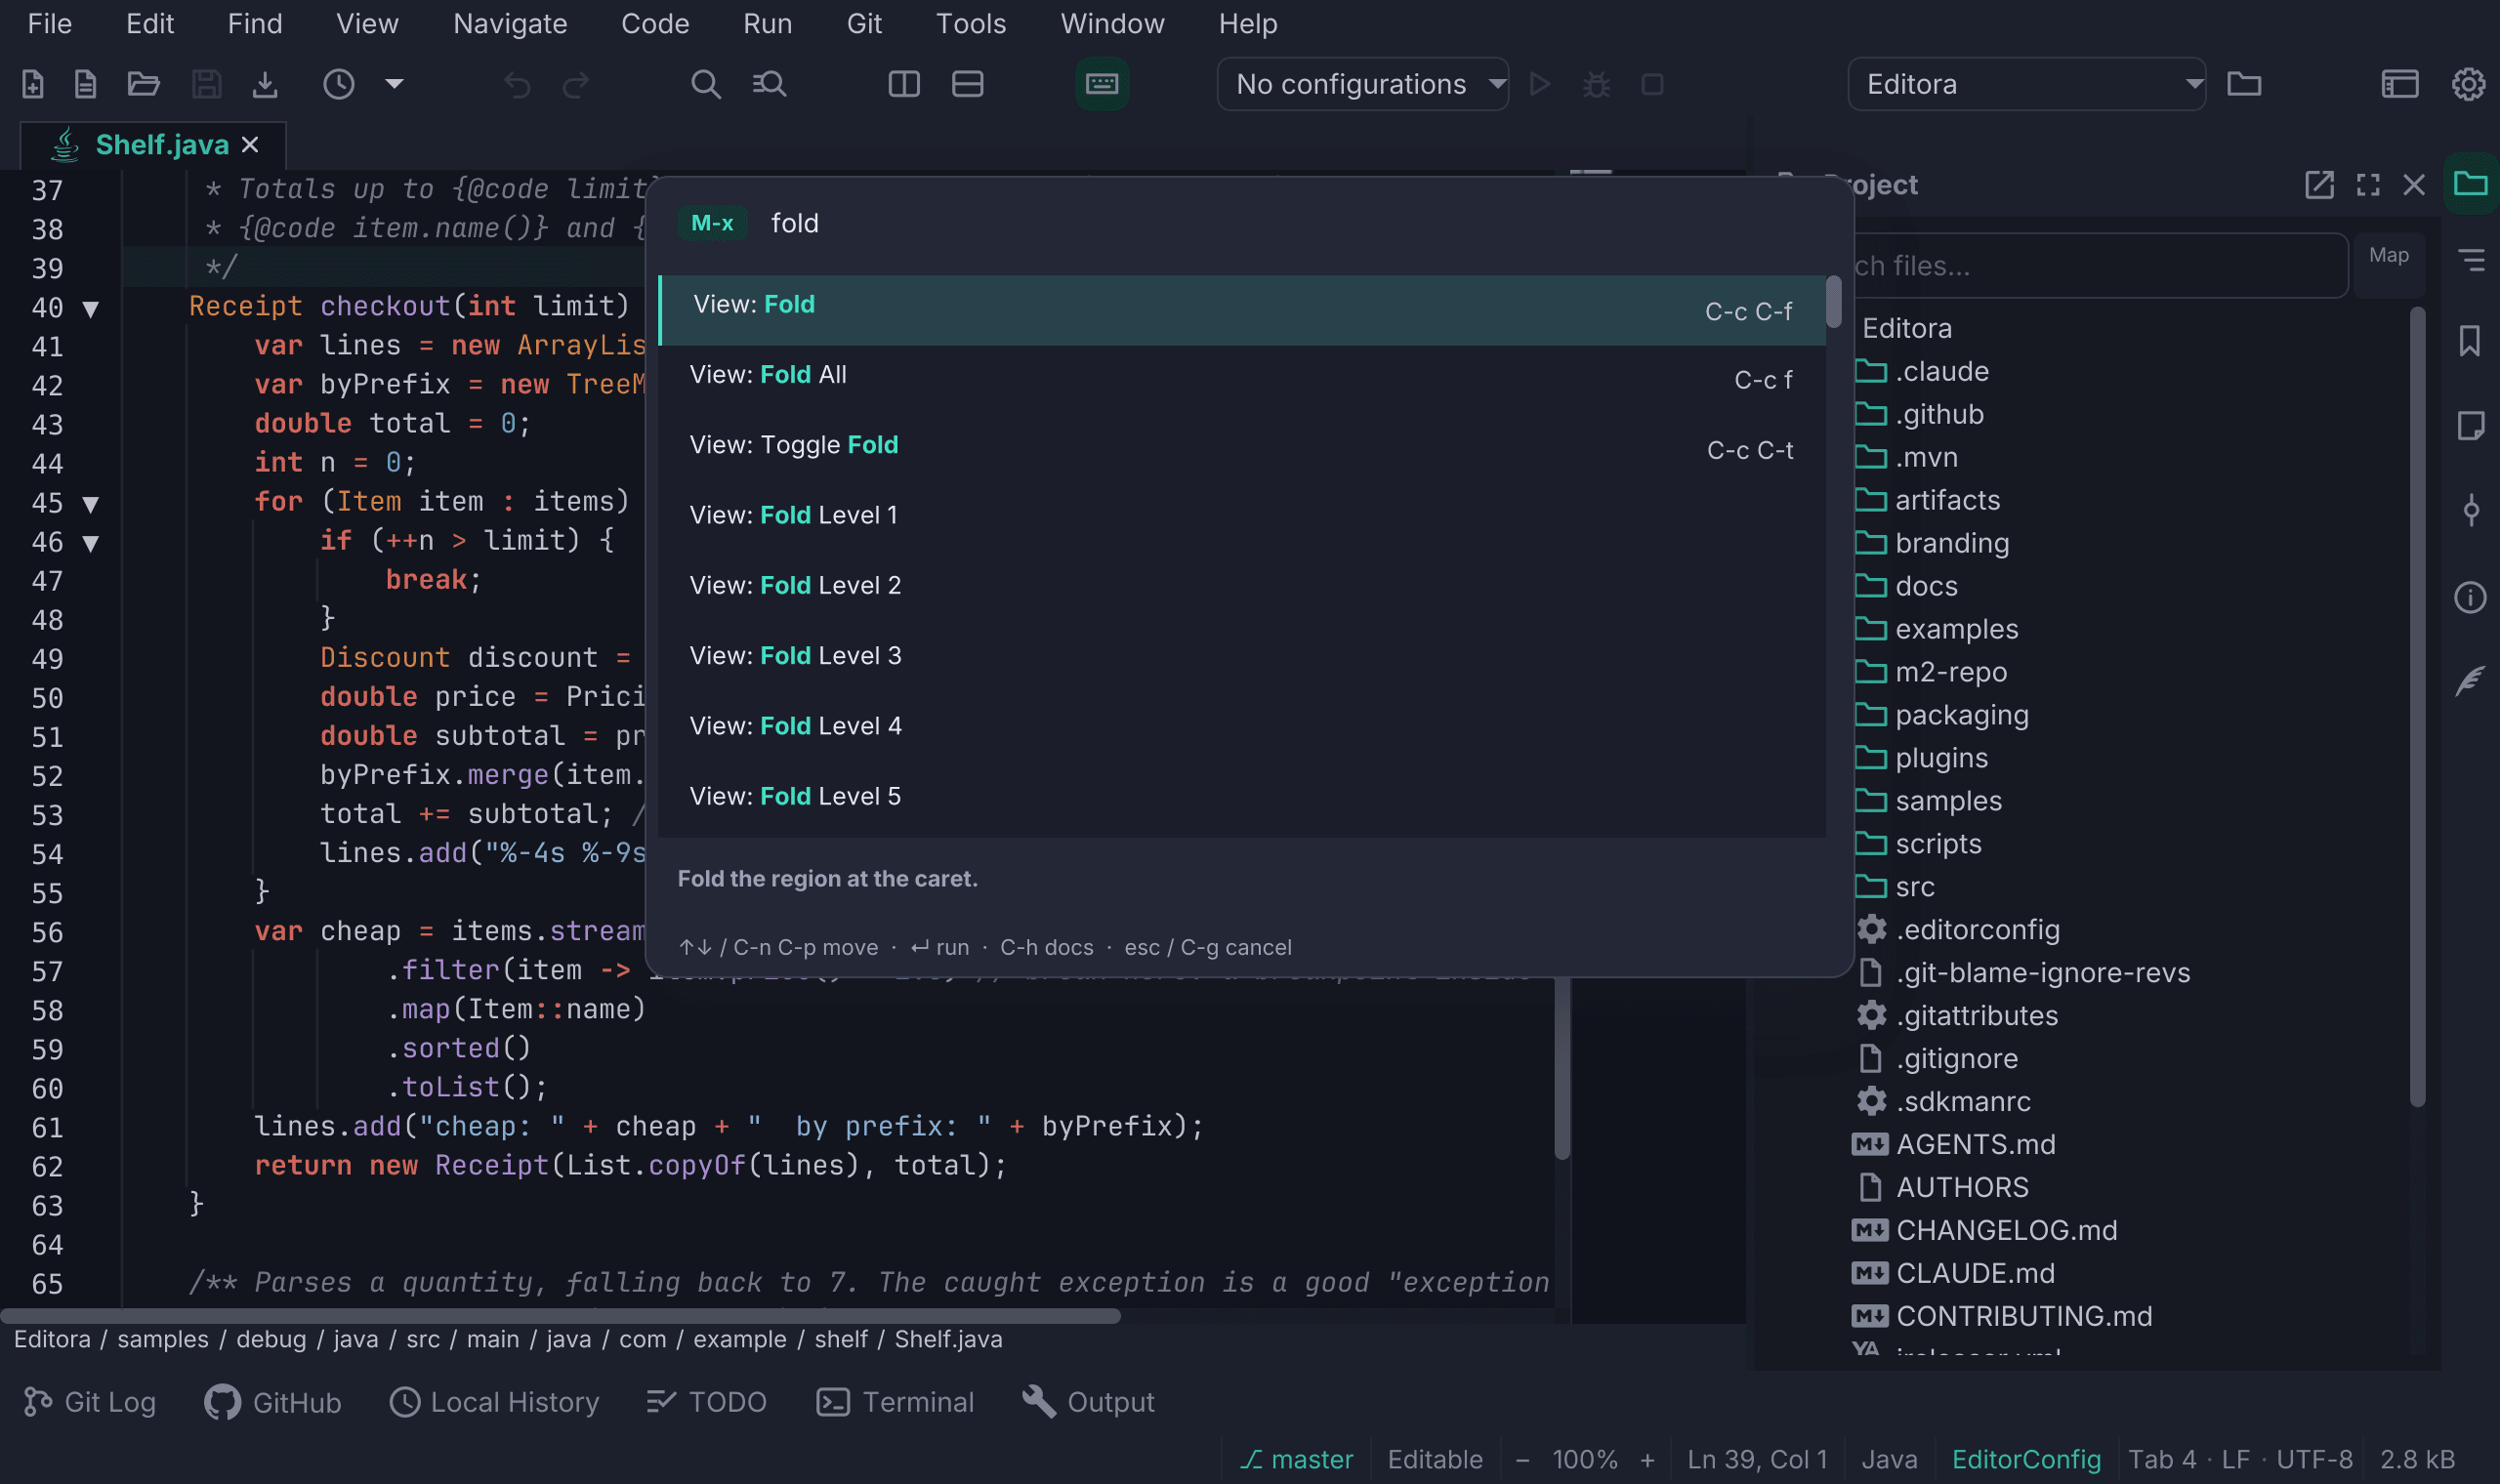 File Edit Find View Navigate Code Run Git Tools Window Help
No configurations
Editora
Shelf.java
37 * Totals up to {@code limit
38 * {@code item.name()} and {
39 */
40 Receipt checkout(int limit)
41 var lines = new ArrayLis
42 var byPrefix = new TreeM
43 double total = 0;
44 int n = 0;
45 for (Item item : items)
46 if (++n > limit) {
47 break;
48 }
49 Discount discount =
50 double price = Prici
51 double subtotal = pr
52 byPrefix.merge(item.
53 total += subtotal; /
54 lines.add("%-4s %-9s
55 }
56 var cheap = items.stream
57 .filter(item ->
58 .map(Item::name)
59 .sorted()
60 .toList();
61 lines.add("cheap: " + cheap + "  by prefix: " + byPrefix);
62 return new Receipt(List.copyOf(lines), total);
63 }
64
65 /** Parses a quantity, falling back to 7. The caught exception is a good "exception
M-x fold
View: Fold C-c C-f
View: Fold All C-c f
View: Toggle Fold C-c C-t
View: Fold Level 1
View: Fold Level 2
View: Fold Level 3
View: Fold Level 4
View: Fold Level 5
Fold the region at the caret.
↑↓ / C-n C-p move · ↵ run · C-h docs · esc / C-g cancel
oject
ch files...
Map
Editora
.claude
.github
.mvn
artifacts
branding
docs
examples
m2-repo
packaging
plugins
samples
scripts
src
.editorconfig
.git-blame-ignore-revs
.gitattributes
.gitignore
.sdkmanrc
AGENTS.md
AUTHORS
CHANGELOG.md
CLAUDE.md
CONTRIBUTING.md
Editora / samples / debug / java / src / main / java / com / example / shelf / Shelf.java
Git Log GitHub Local History TODO Terminal Output
master Editable − 100% + Ln 39, Col 1 Java EditorConfig Tab 4 · LF · UTF-8 2.8 kB